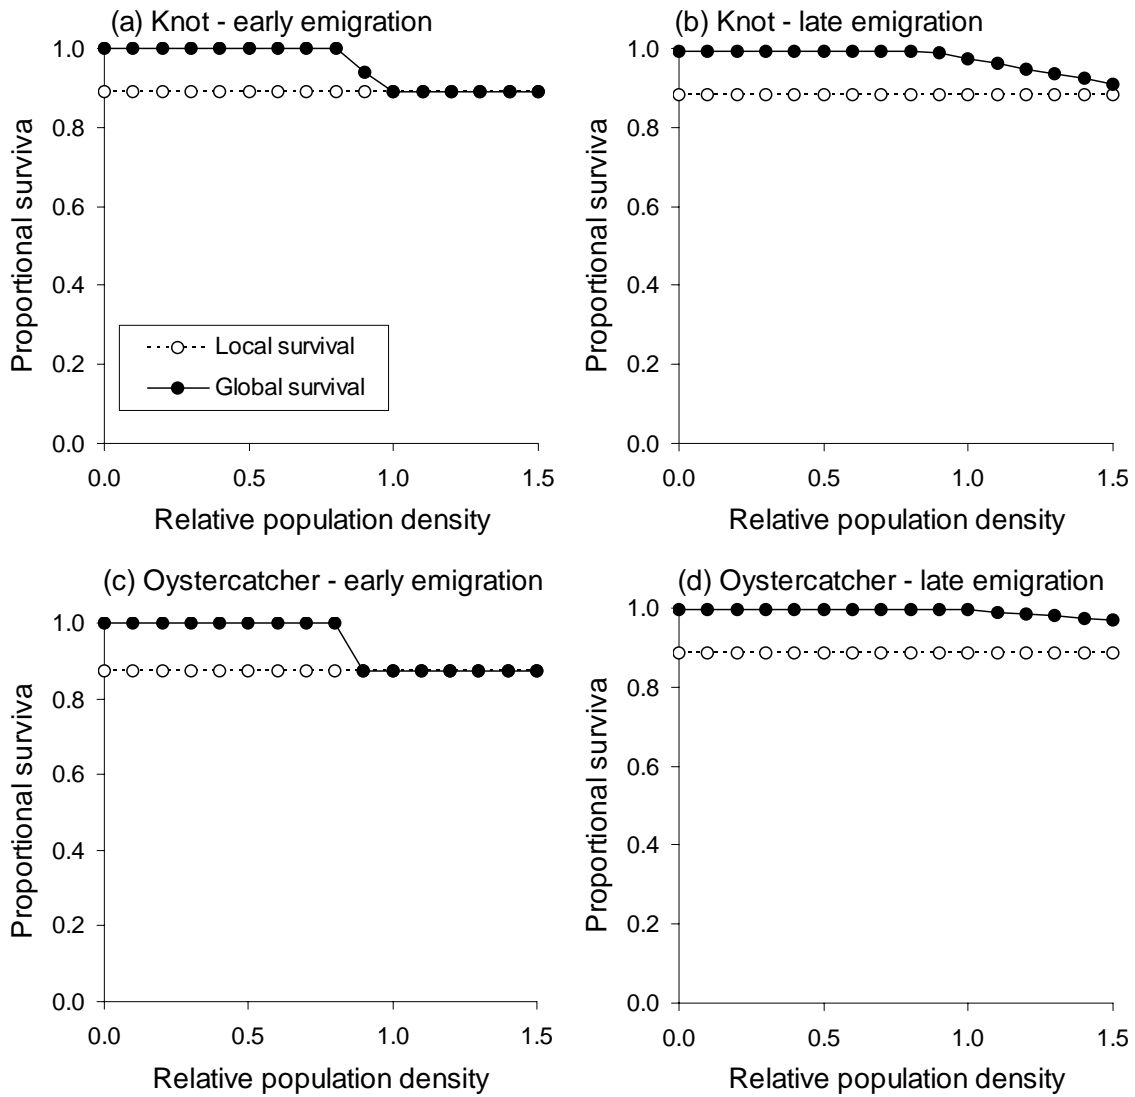 (a) Knot - early emigration
1.0
0.8
0.6
0.4
0.2
0.0
Proportional surviva
Local survival
Global survival
0.0 0.5 1.0 1.5
Relative population density
(b) Knot - late emigration
1.0
0.8
0.6
0.4
0.2
0.0
Proportional surviva
0.0 0.5 1.0 1.5
Relative population density
(c) Oystercatcher - early emigration
1.0
0.8
0.6
0.4
0.2
0.0
Proportional surviva
0.0 0.5 1.0 1.5
Relative population density
(d) Oystercatcher - late emigration
1.0
0.8
0.6
0.4
0.2
0.0
Proportional surviva
0.0 0.5 1.0 1.5
Relative population density